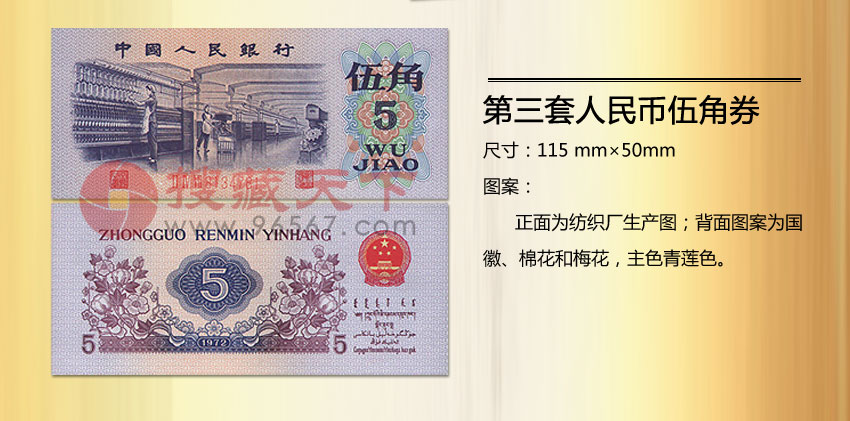 中國人民銀行
伍角
5
WU
JIAO
搜藏天下
www.96567.com
ZHONGGUO RENMIN YINHANG
5
5
1972
5
第三套人民币伍角券
尺寸：115 mm×50mm
图案：
正面为纺织厂生产图；背面图案为国
徽、棉花和梅花，主色青莲色。